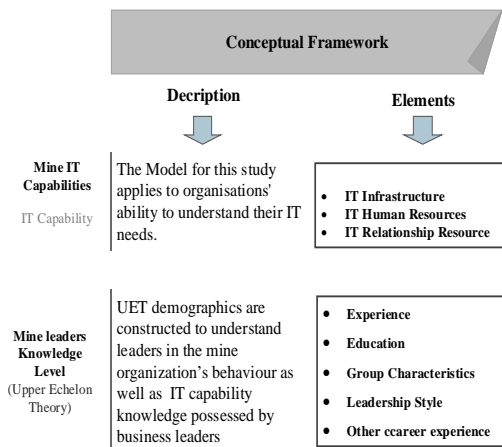 Conceptual Framework
Decription
Elements
Mine IT
Capabilities
IT Capability
The Model for this study
applies to organisations'
ability to understand their IT
needs.
• IT Infrastructure
• IT Human Resources
• IT Relationship Resource
Mine leaders
Knowledge
Level
(Upper Echelon
Theory)
UET demographics are
constructed to understand
leaders in the mine
organization's behaviour as
well as IT capability
knowledge possessed by
business leaders
• Experience
• Education
• Group Characteristics
• Leadership Style
• Other ccareer experience